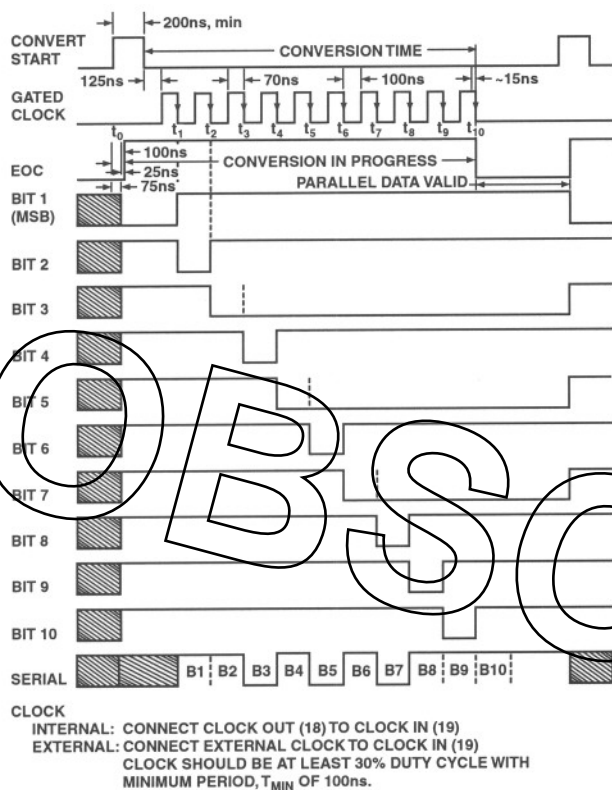 200ns, min
CONVERT START
CONVERSION TIME
125ns
70ns
100ns
~15ns
GATED CLOCK
t0 t1 t2 t3 t4 t5 t6 t7 t8 t9 t10
100ns
EOC
CONVERSION IN PROGRESS
25ns
PARALLEL DATA VALID
75ns
BIT 1
(MSB)
BIT 2
BIT 3
BIT 4
BIT 5
BIT 6
BIT 7
BIT 8
BIT 9
BIT 10
SERIAL
B1 B2 B3 B4 B5 B6 B7 B8 B9 B10
OBSO
CLOCK
INTERNAL: CONNECT CLOCK OUT (18) TO CLOCK IN (19)
EXTERNAL: CONNECT EXTERNAL CLOCK TO CLOCK IN (19)
CLOCK SHOULD BE AT LEAST 30% DUTY CYCLE WITH
MINIMUM PERIOD, TMIN OF 100ns.